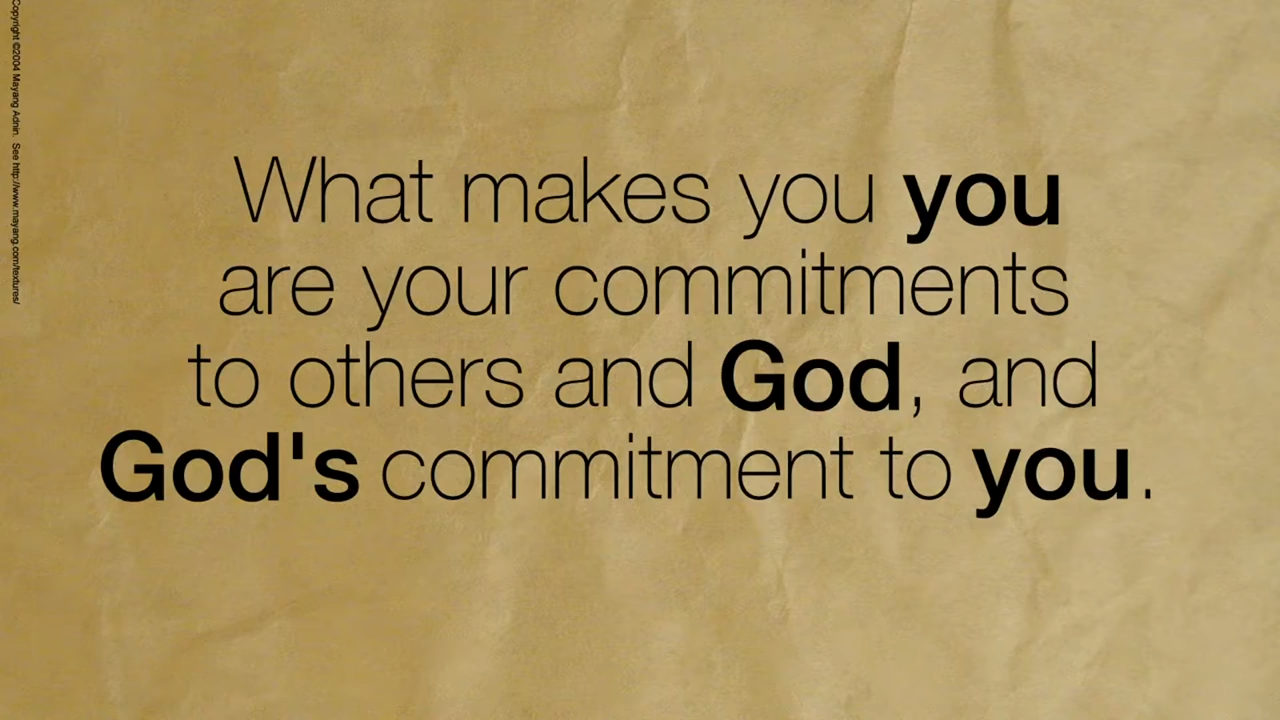 What makes you you
are your commitments
to others and God, and
God's commitment to you.
Copyright ©2004 Mayang Adnin. See http://www.mayang.com/textures/